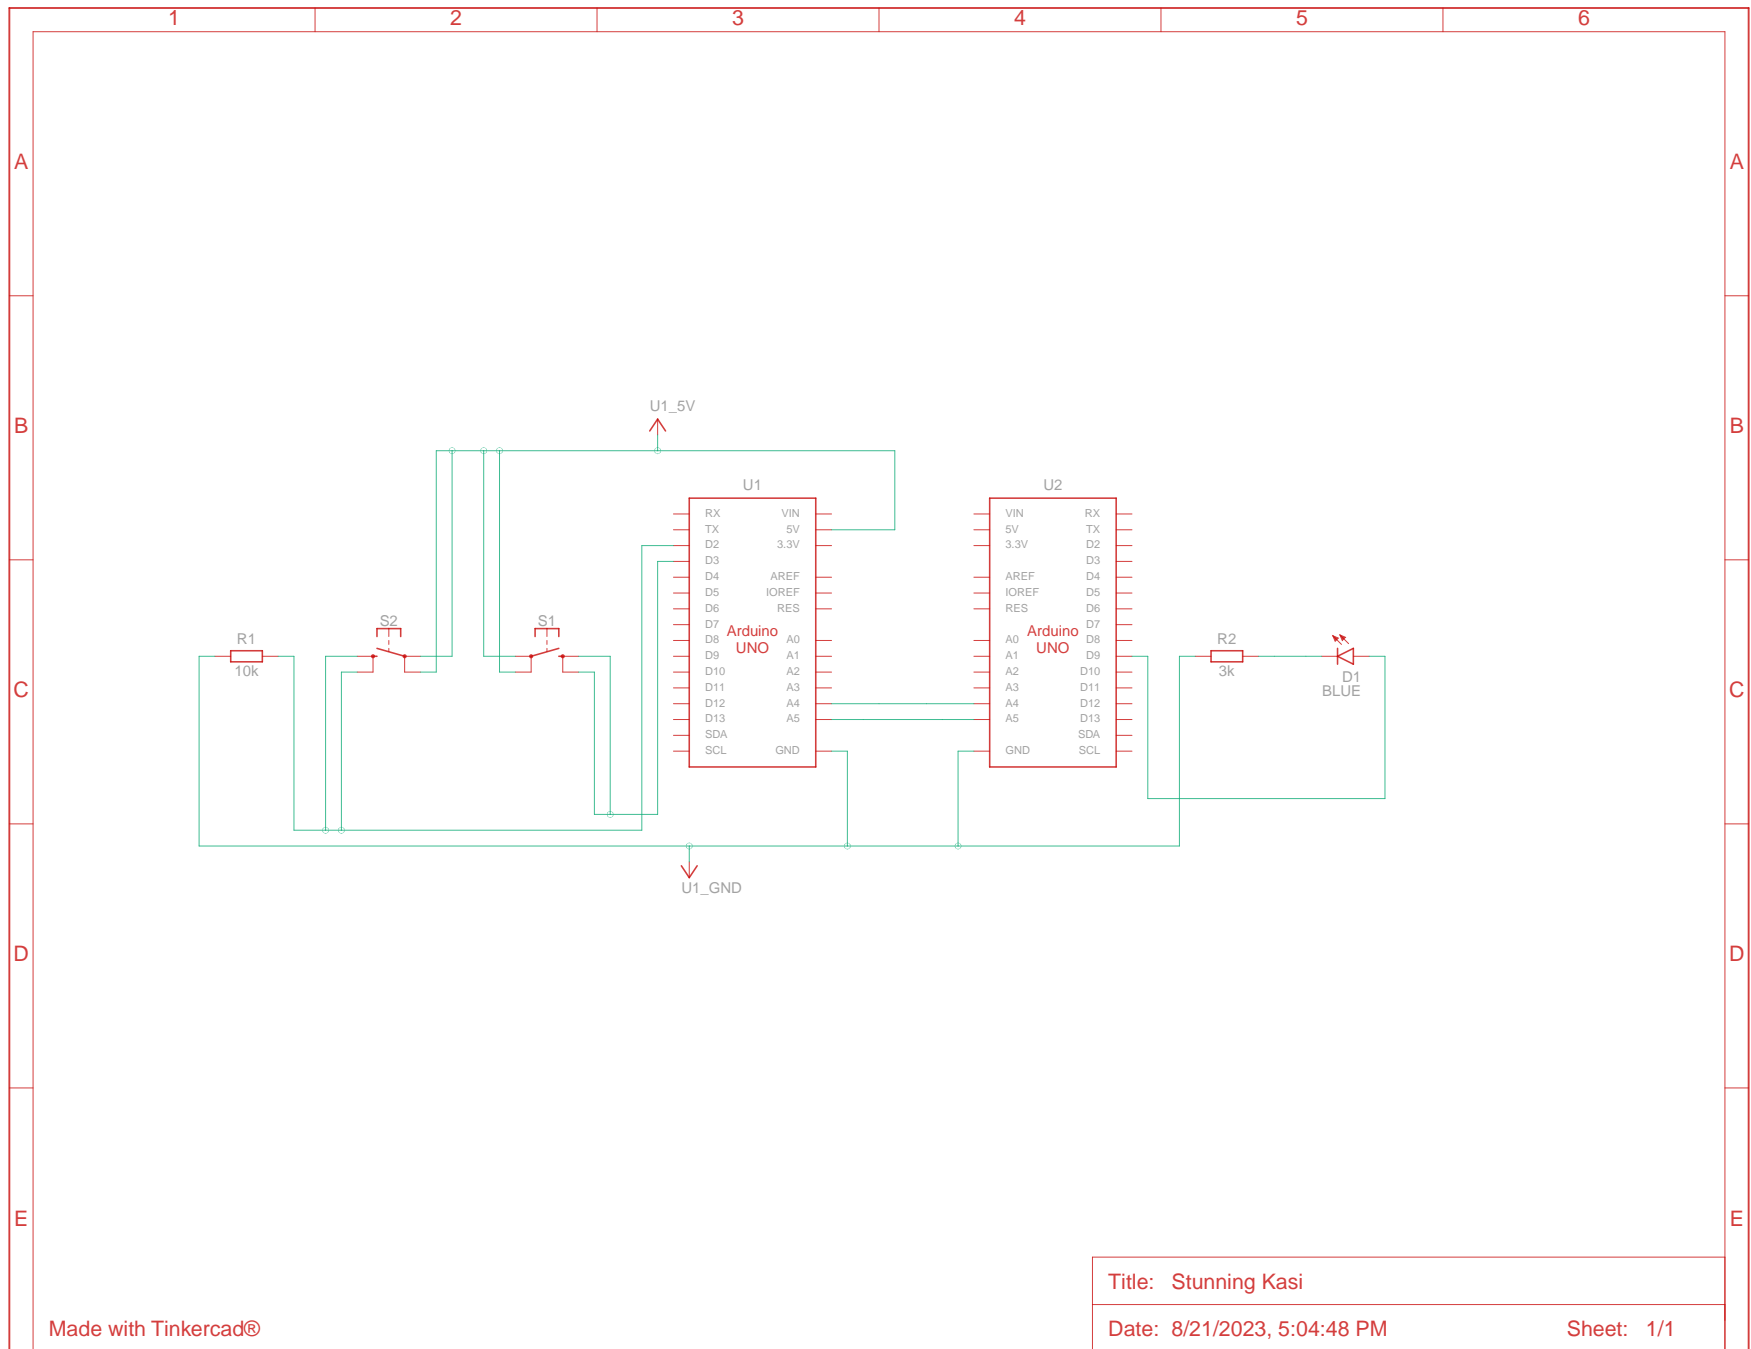 1 2 3 4 5 6
A A
U1_5V
B B
U1 U2
RX VIN VIN RX
TX 5V 5V TX
D2 3.3V 3.3V D2
D3 D3
D4 AREF AREF D4
D5 IOREF IOREF D5
D6 RES RES D6
S2 S1 D7 D7
Arduino Arduino
R1 D8 A0 A0 D8 R2
UNO UNO
D9 A1 A1 D9
10k D10 A2 A2 D10 3k D1
C D11 A3 A3 D11 BLUE C
D12 A4 A4 D12
D13 A5 A5 D13
SDA SDA
SCL GND GND SCL
U1_GND
D D
E E
Title: Stunning Kasi
Made with Tinkercad® Date: 8/21/2023, 5:04:48 PM Sheet: 1/1